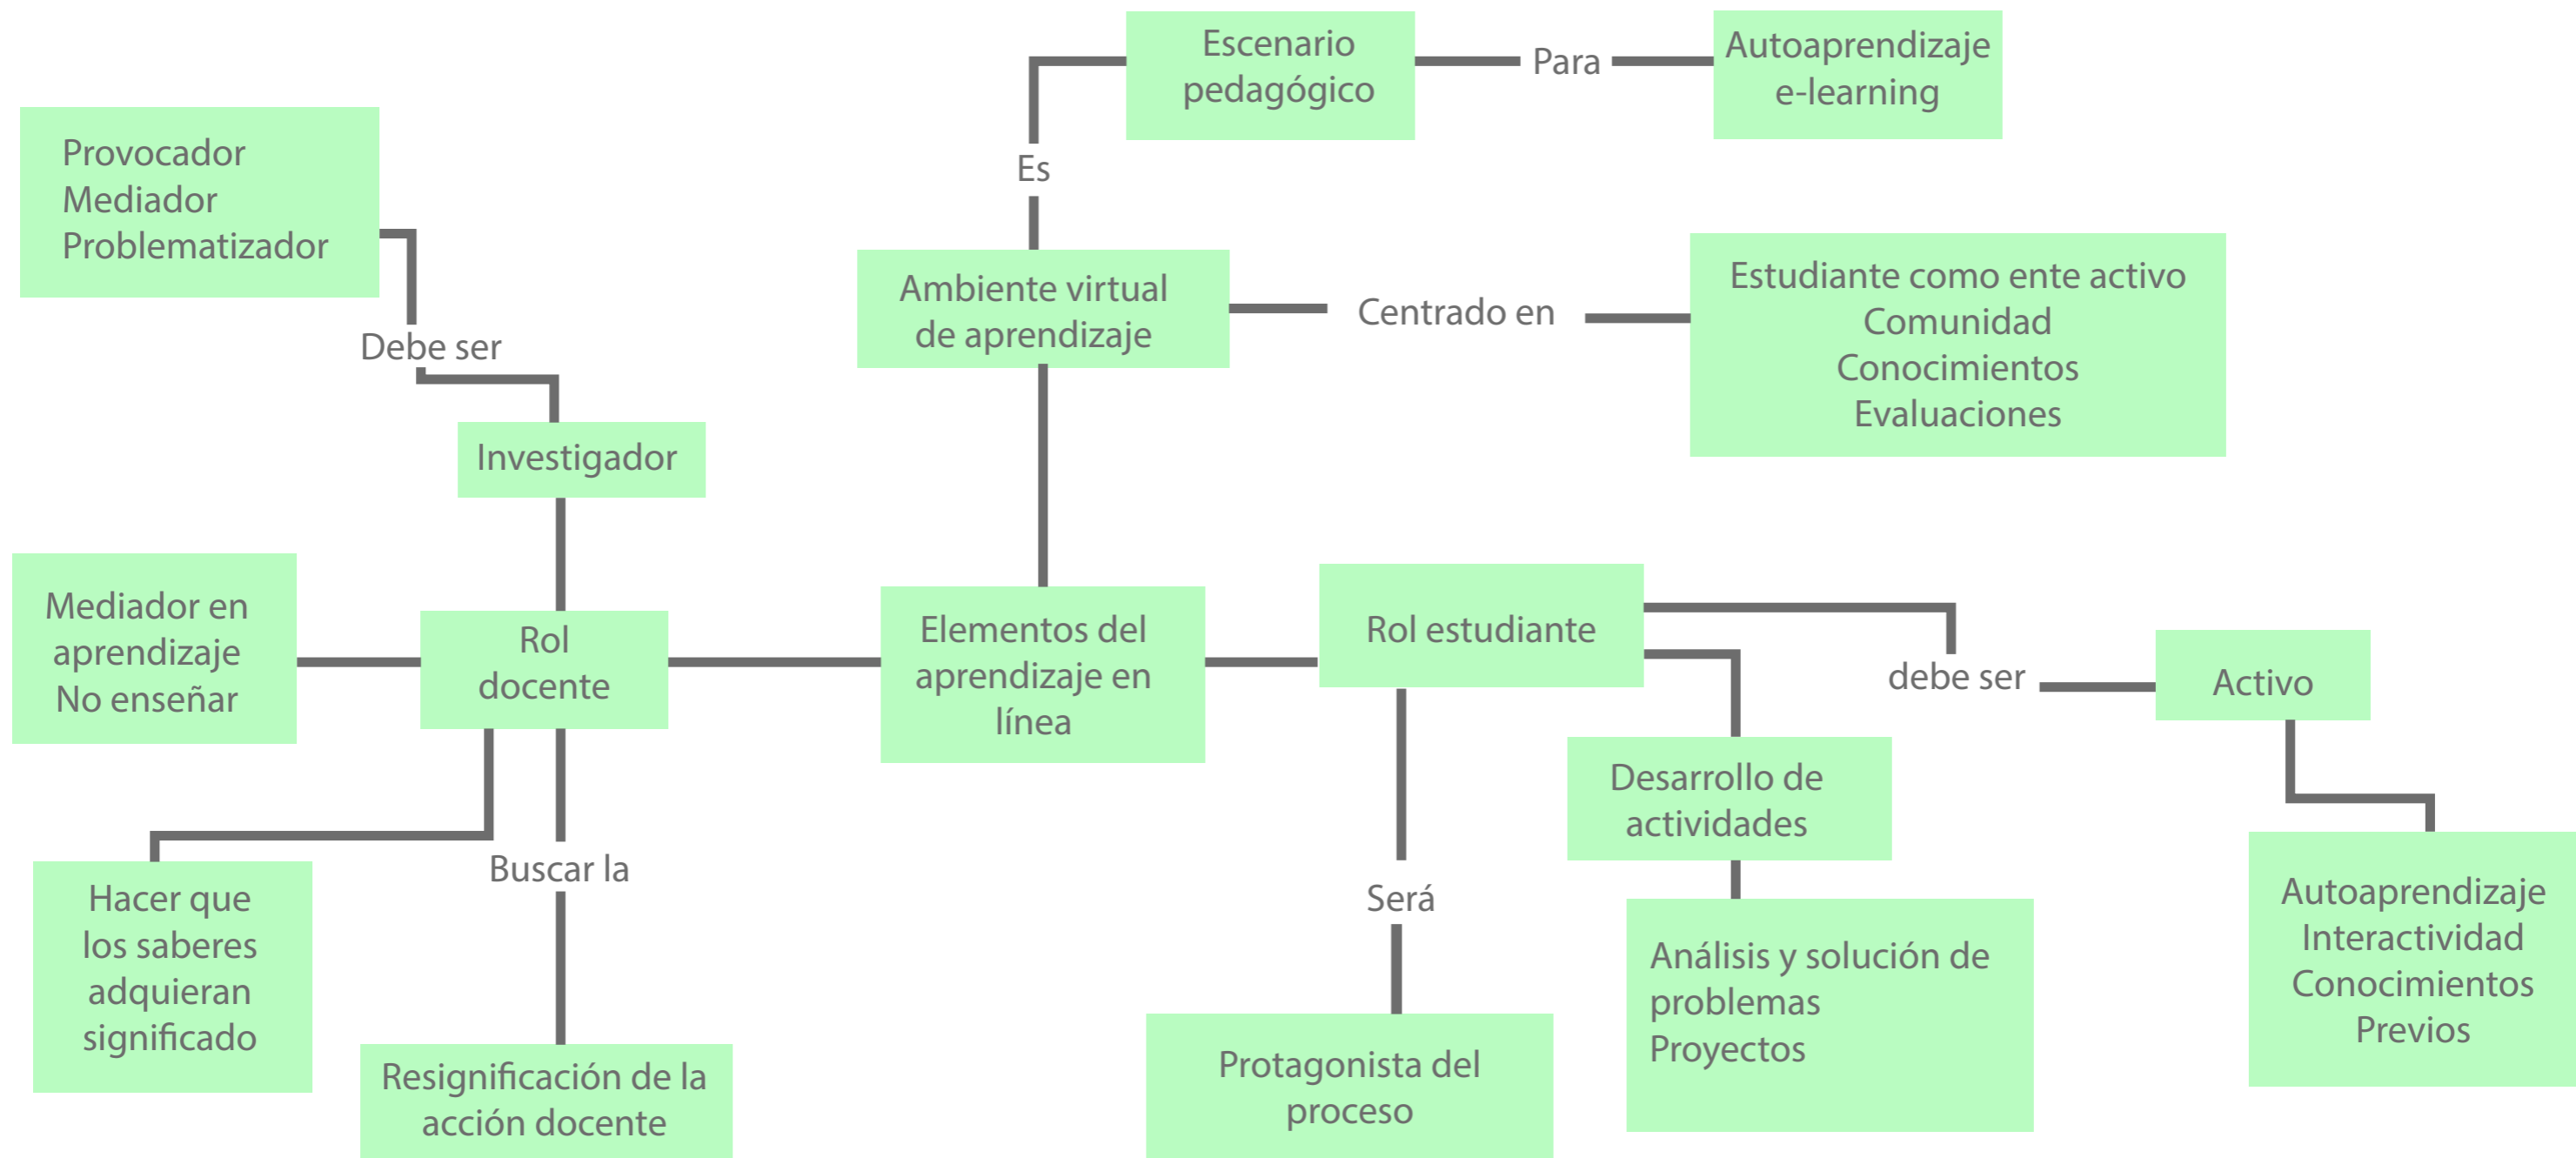 Escenario
pedagógico
Para
Autoaprendizaje
e-learning
Provocador
Mediador
Problematizador
Es
Ambiente virtual
de aprendizaje
Centrado en
Estudiante como ente activo
Comunidad
Conocimientos
Evaluaciones
Debe ser
Investigador
Mediador en
aprendizaje
No enseñar
Rol
docente
Elementos del
aprendizaje en
línea
Rol estudiante
debe ser
Activo
Desarrollo de
actividades
Buscar la
Hacer que
los saberes
adquieran
significado
Será
Análisis y solución de
problemas
Proyectos
Autoaprendizaje
Interactividad
Conocimientos
Previos
Resignificación de la
acción docente
Protagonista del
proceso